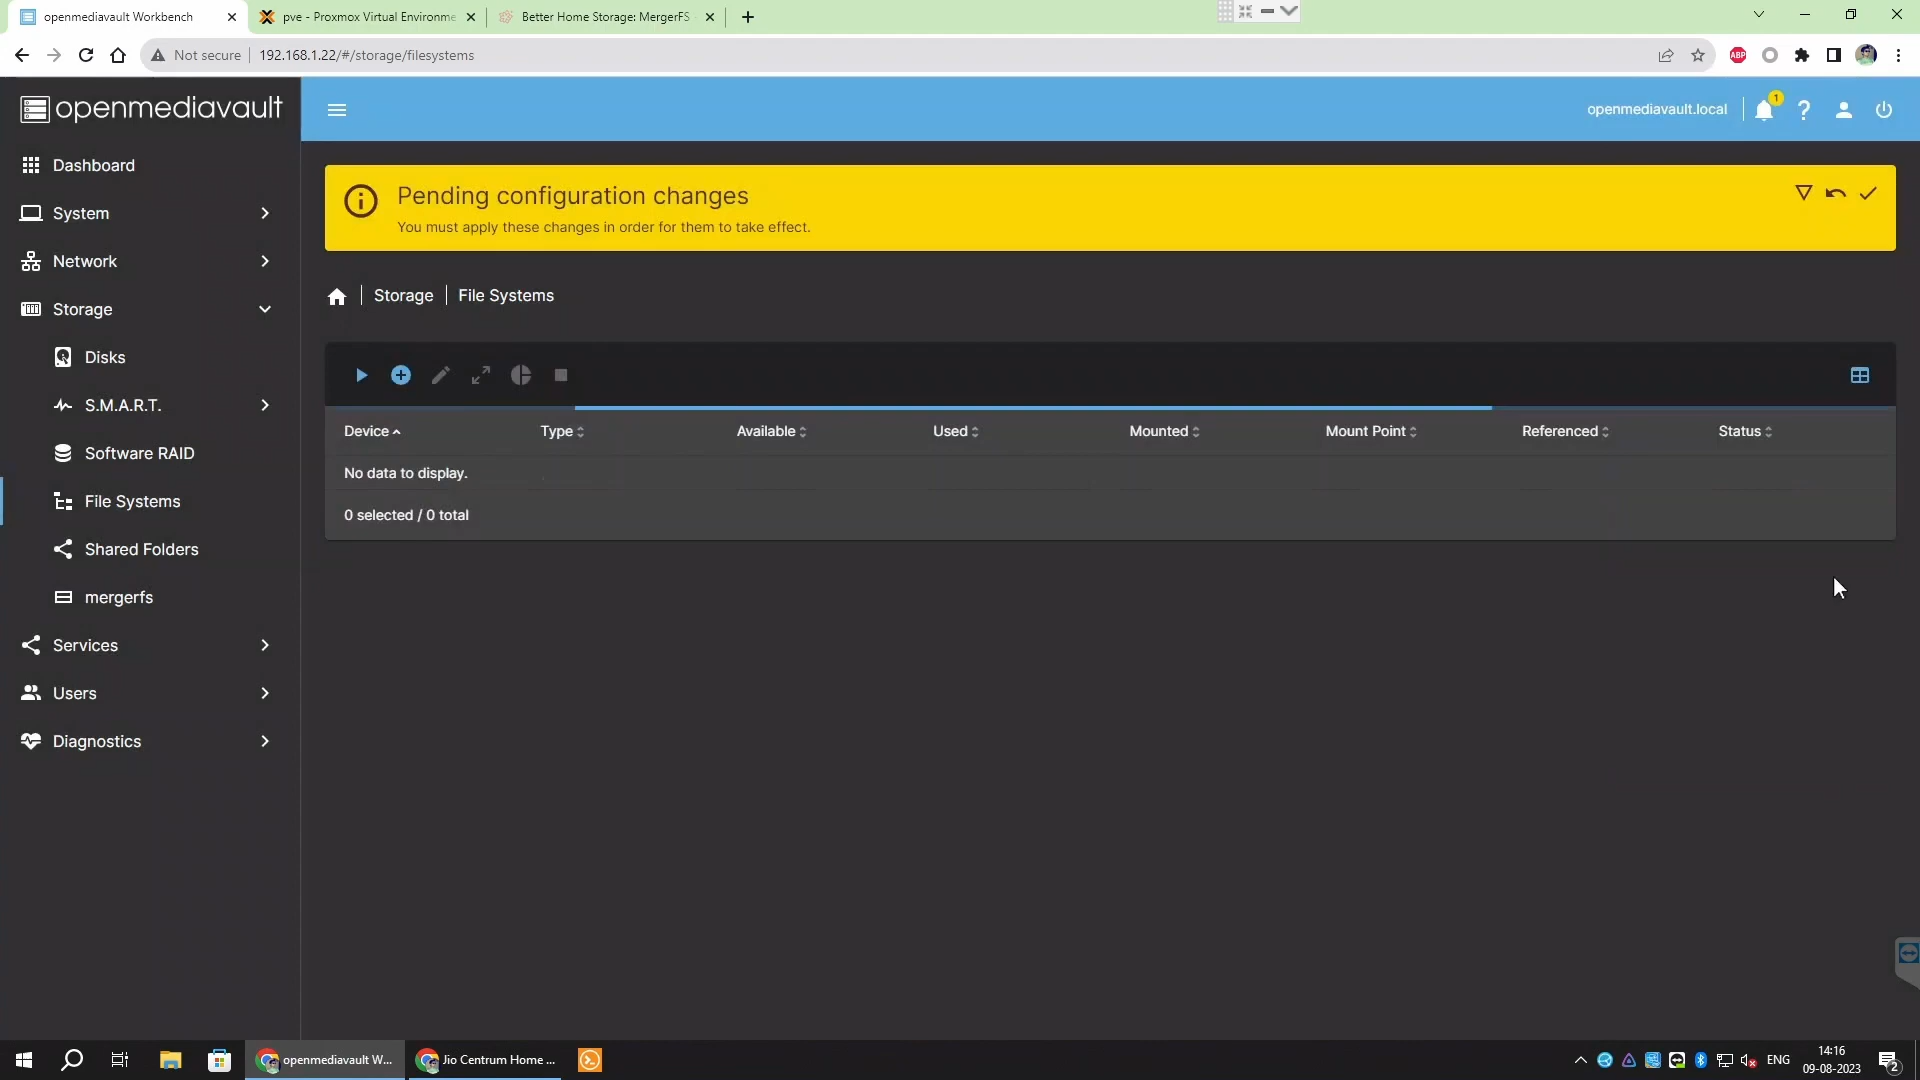 openmediavault Workbench
pve - Proxmox Virtual Environme
Better Home Storage: MergerFS
Not secure
192.168.1.22/#/storage/filesystems
ABP
openmediavault
openmediavault.local
1
Dashboard
System
Network
Storage
Disks
S.M.A.R.T.
Software RAID
File Systems
Shared Folders
mergerfs
Services
Users
Diagnostics
Pending configuration changes
You must apply these changes in order for them to take effect.
Storage
File Systems
Device Type Available Used Mounted Mount Point Referenced Status
No data to display.
0 selected / 0 total
openmediavault W...
Jio Centrum Home ...
ENG
14:16
09-08-2023
2